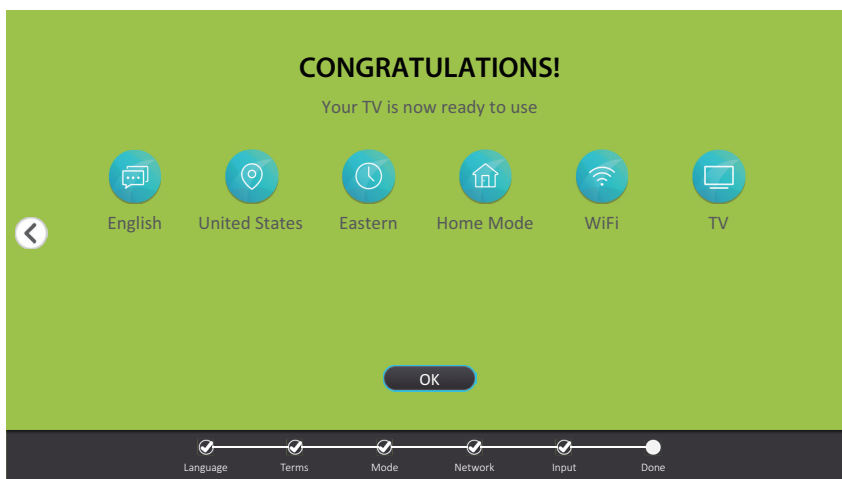 CONGRATULATIONS!
Your TV is now ready to use
English United States Eastern Home Mode WiFi TV
OK
Language Terms Mode Network Input Done